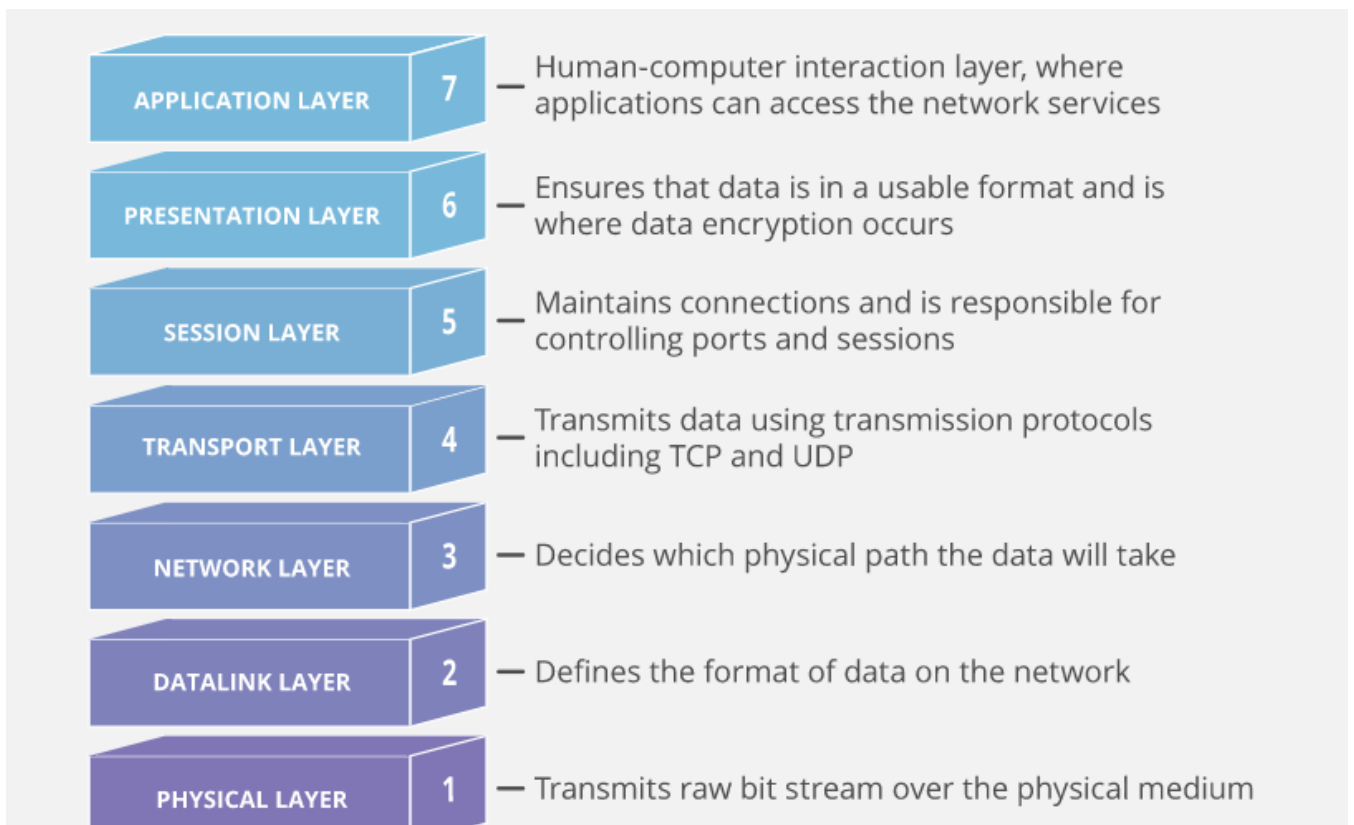 APPLICATION LAYER 7 — Human-computer interaction layer, where
applications can access the network services
PRESENTATION LAYER 6 — Ensures that data is in a usable format and is
where data encryption occurs
SESSION LAYER 5 — Maintains connections and is responsible for
controlling ports and sessions
TRANSPORT LAYER 4 — Transmits data using transmission protocols
including TCP and UDP
NETWORK LAYER 3 — Decides which physical path the data will take
DATALINK LAYER 2 — Defines the format of data on the network
PHYSICAL LAYER 1 — Transmits raw bit stream over the physical medium